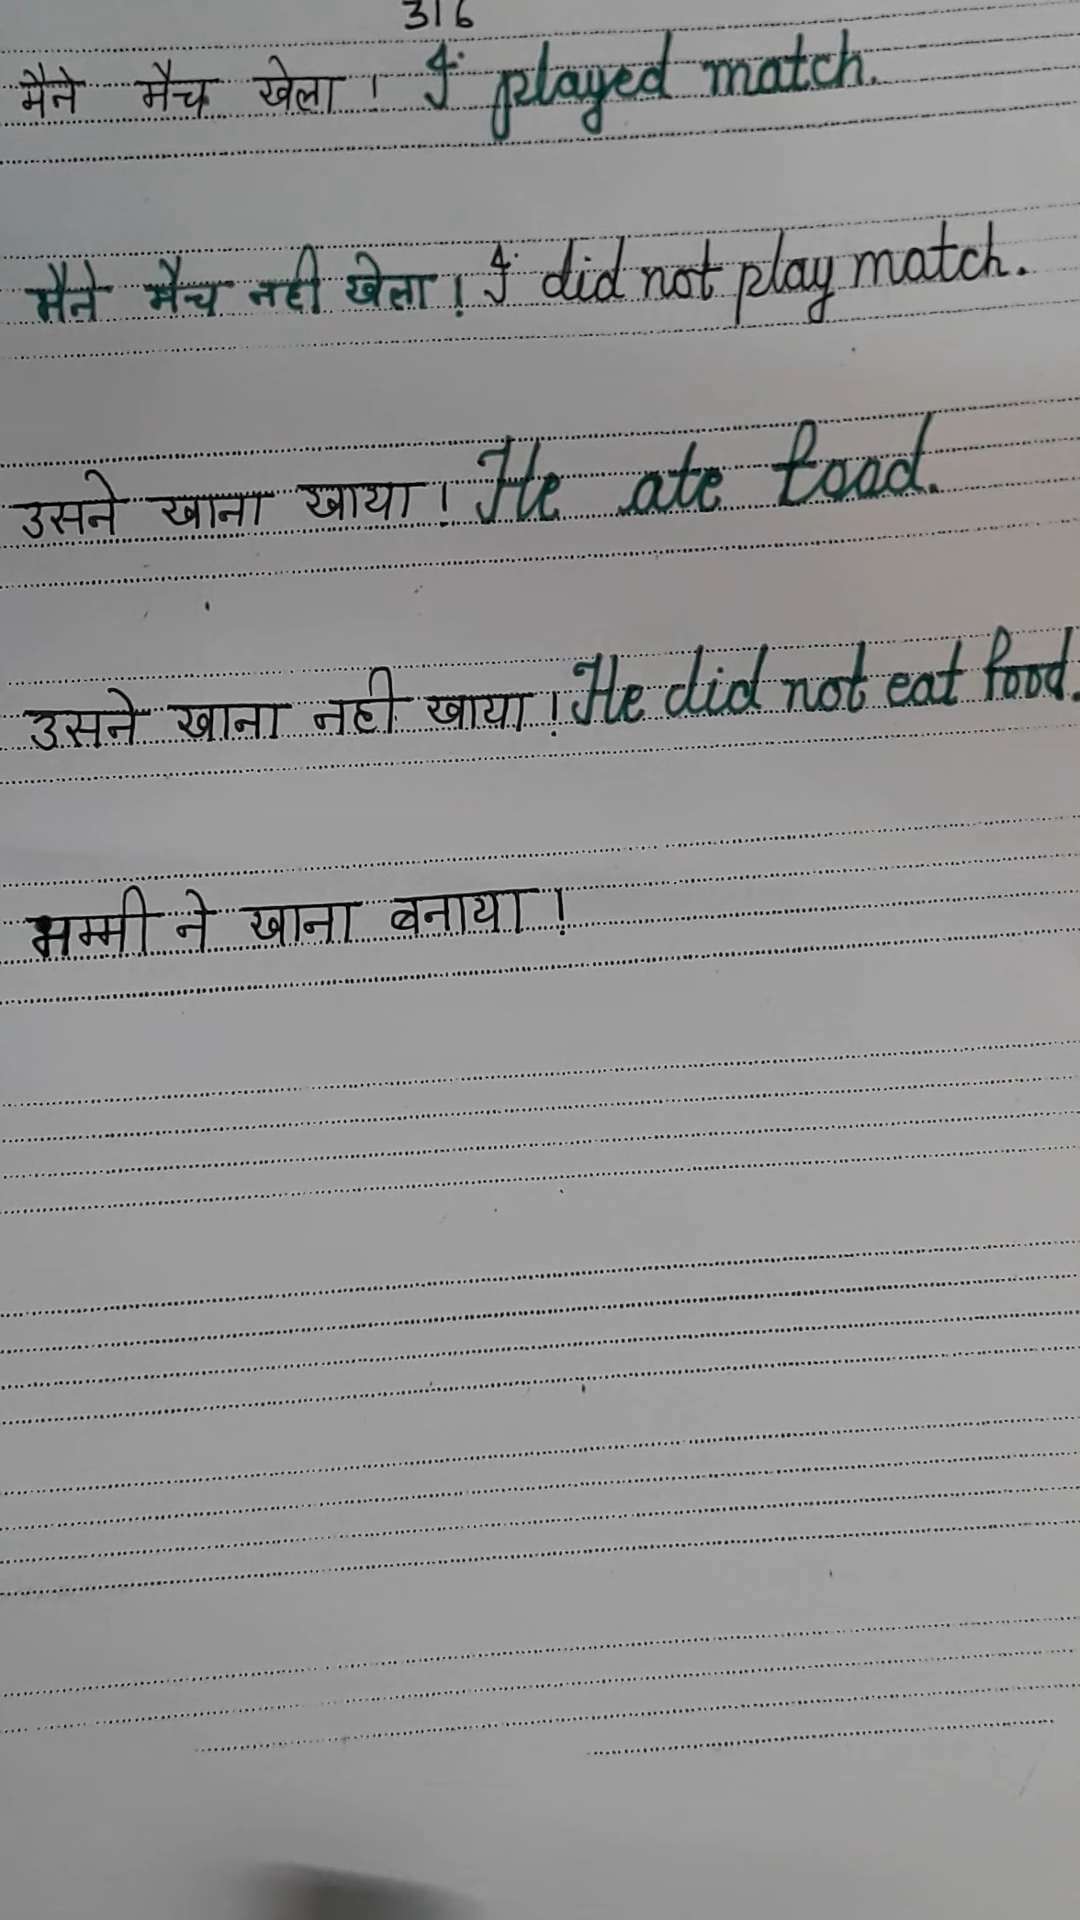 316
मैने मैच खेला । I played match.
मैने मैच नही खेला । I did not play match.
उसने खाना खाया । He ate food.
उसने खाना नही खाया । He did not eat food.
मम्मी ने खाना बनाया ।